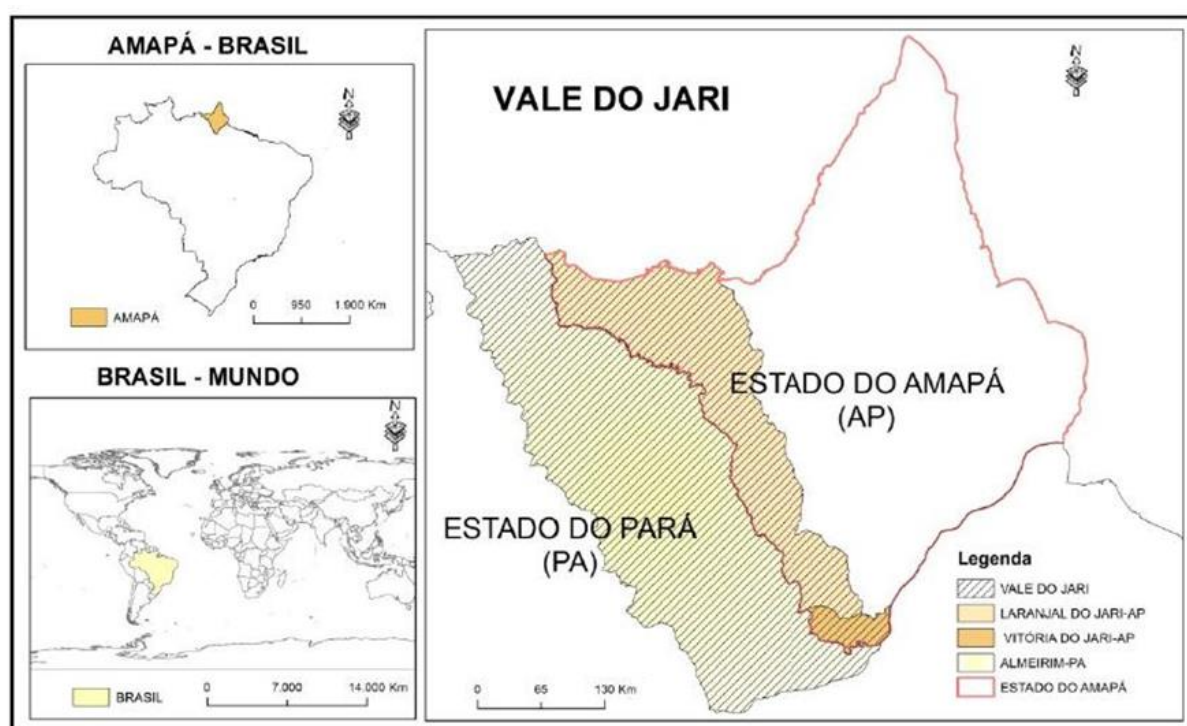 AMAPÁ - BRASIL
N
AMAPÁ
0 950 1.900 Km
BRASIL - MUNDO
N
BRASIL
0 7.000 14.000 Km
VALE DO JARI
N
ESTADO DO AMAPÁ
(AP)
ESTADO DO PARÁ
(PA)
0 65 130 Km
Legenda
VALE DO JARI
LARANJAL DO JARI-AP
VITÓRIA DO JARI-AP
ALMEIRIM-PA
ESTADO DO AMAPÁ